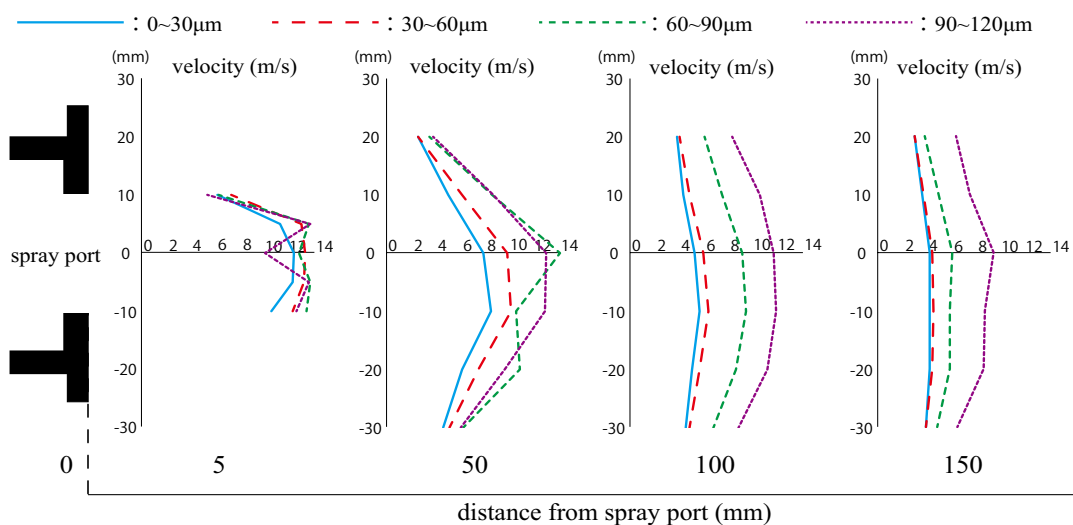 : 0~30μm : 30~60μm : 60~90μm : 90~120μm
(mm) velocity (m/s) (mm) velocity (m/s) (mm) velocity (m/s) (mm) velocity (m/s)
30 30 30 30
20 20 20 20
10 10 10 10
0 2 4 6 8 10 12 14 0 2 4 6 8 10 12 14 0 2 4 6 8 10 12 14 0 2 4 6 8 10 12 14
spray port 0 0 0 0
-10 -10 -10 -10
-20 -20 -20 -20
-30 -30 -30 -30
0 5 50 100 150
distance from spray port (mm)